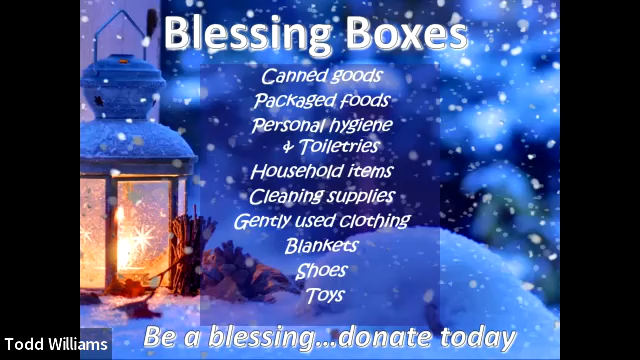 Blessing Boxes
Canned goods
Packaged foods
Personal hygiene
& Toiletries
Household items
Cleaning supplies
Gently used clothing
Blankets
Shoes
Toys
Be a blessing...donate today
Todd Williams